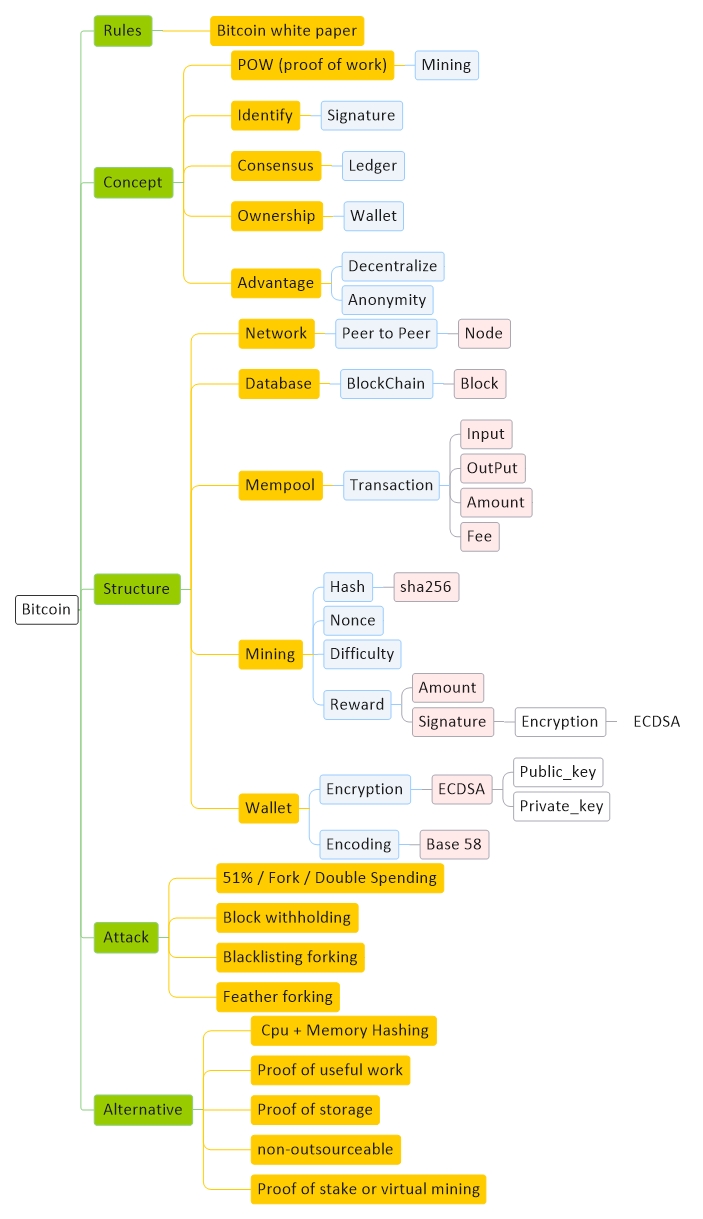 Rules
Bitcoin white paper
POW (proof of work)
Mining
Identify
Signature
Consensus
Ledger
Concept
Ownership
Wallet
Advantage
Decentralize
Anonymity
Network
Peer to Peer
Node
Database
BlockChain
Block
Mempool
Transaction
Input
OutPut
Amount
Fee
Bitcoin
Structure
Mining
Hash
sha256
Nonce
Difficulty
Reward
Amount
Signature
Encryption
ECDSA
Wallet
Encryption
ECDSA
Public_key
Private_key
Encoding
Base 58
Attack
51% / Fork / Double Spending
Block withholding
Blacklisting forking
Feather forking
Alternative
Cpu + Memory Hashing
Proof of useful work
Proof of storage
non-outsourceable
Proof of stake or virtual mining